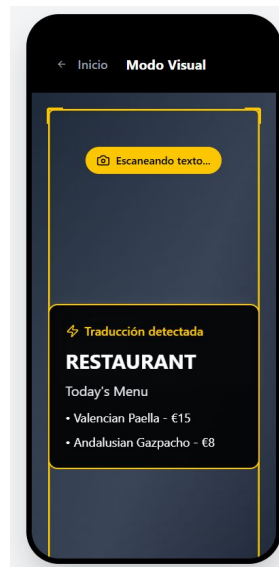 ← Inicio Modo Visual
Escaneando texto...
Traducción detectada
RESTAURANT
Today's Menu
• Valencian Paella - €15
• Andalusian Gazpacho - €8